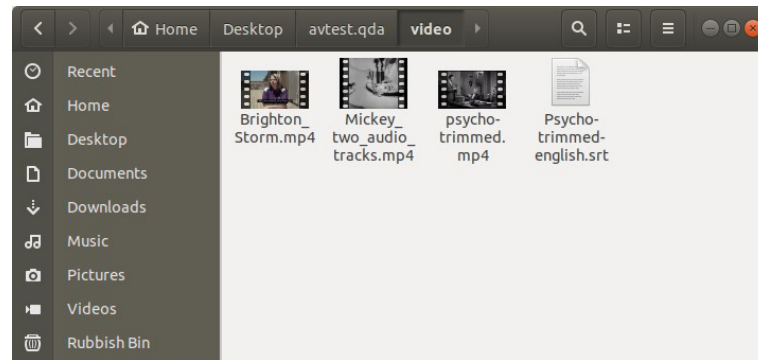 Home Desktop avtest.qda video
Recent
Home
Desktop
Documents
Downloads
Music
Pictures
Videos
Rubbish Bin
Brighton_
Storm.mp4
Mickey_
two_audio_
tracks.mp4
psycho-
trimmed.
mp4
Psycho-
trimmed-
english.srt